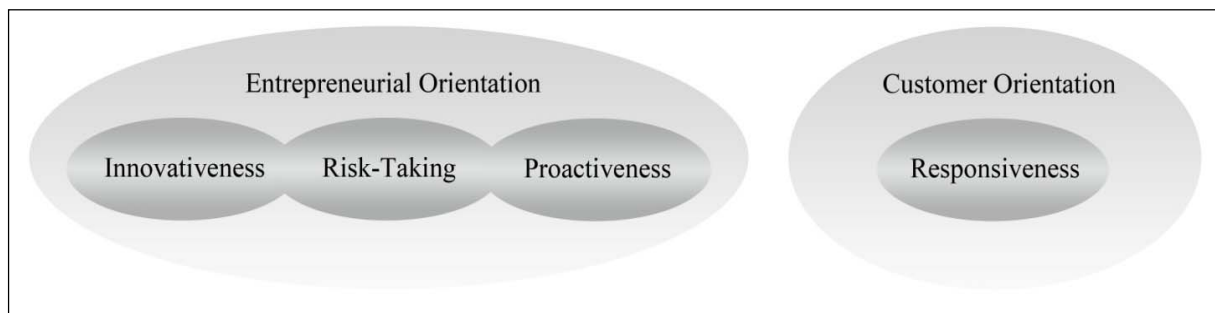 Entrepreneurial Orientation
Innovativeness
Risk-Taking
Proactiveness
Customer Orientation
Responsiveness